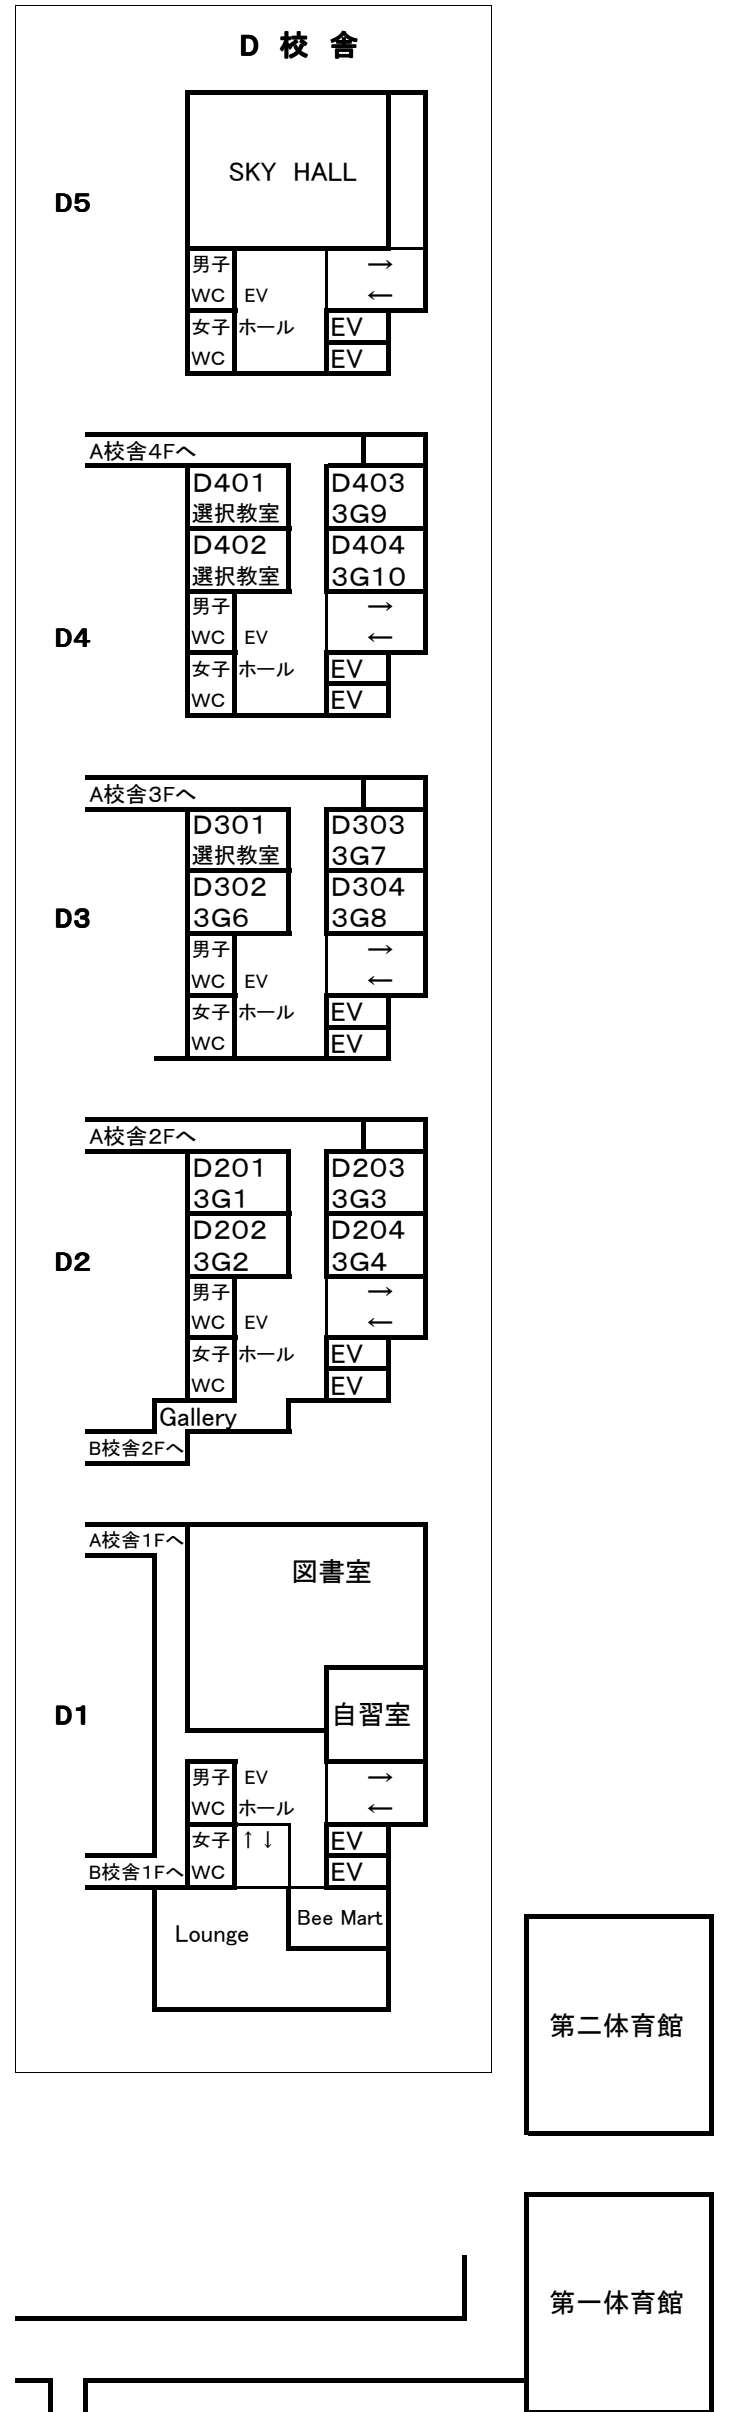 D 校 舎
SKY HALL
D5
男子
→
WC EV
←
女子 ホール EV
WC
EV
A校舎4Fへ
D401 D403
選択教室 3G9
D402 D404
選択教室 3G10
男子
→
D4
WC EV
←
女子 ホール EV
WC
EV
A校舎3Fへ
D301 D303
選択教室 3G7
D302 D304
3G6 3G8
D3
男子
→
WC EV
←
女子 ホール EV
WC
EV
A校舎2Fへ
D201 D203
3G1 3G3
D202 D204
3G2 3G4
D2
男子
→
WC EV
←
女子 ホール EV
WC
EV
Gallery
B校舎2Fへ
A校舎1Fへ
図書室
D1
自習室
男子 EV
→
WC ホール
←
女子 ↑↓ EV
B校舎1Fへ WC
EV
Bee Mart
Lounge
第二体育館
第一体育館